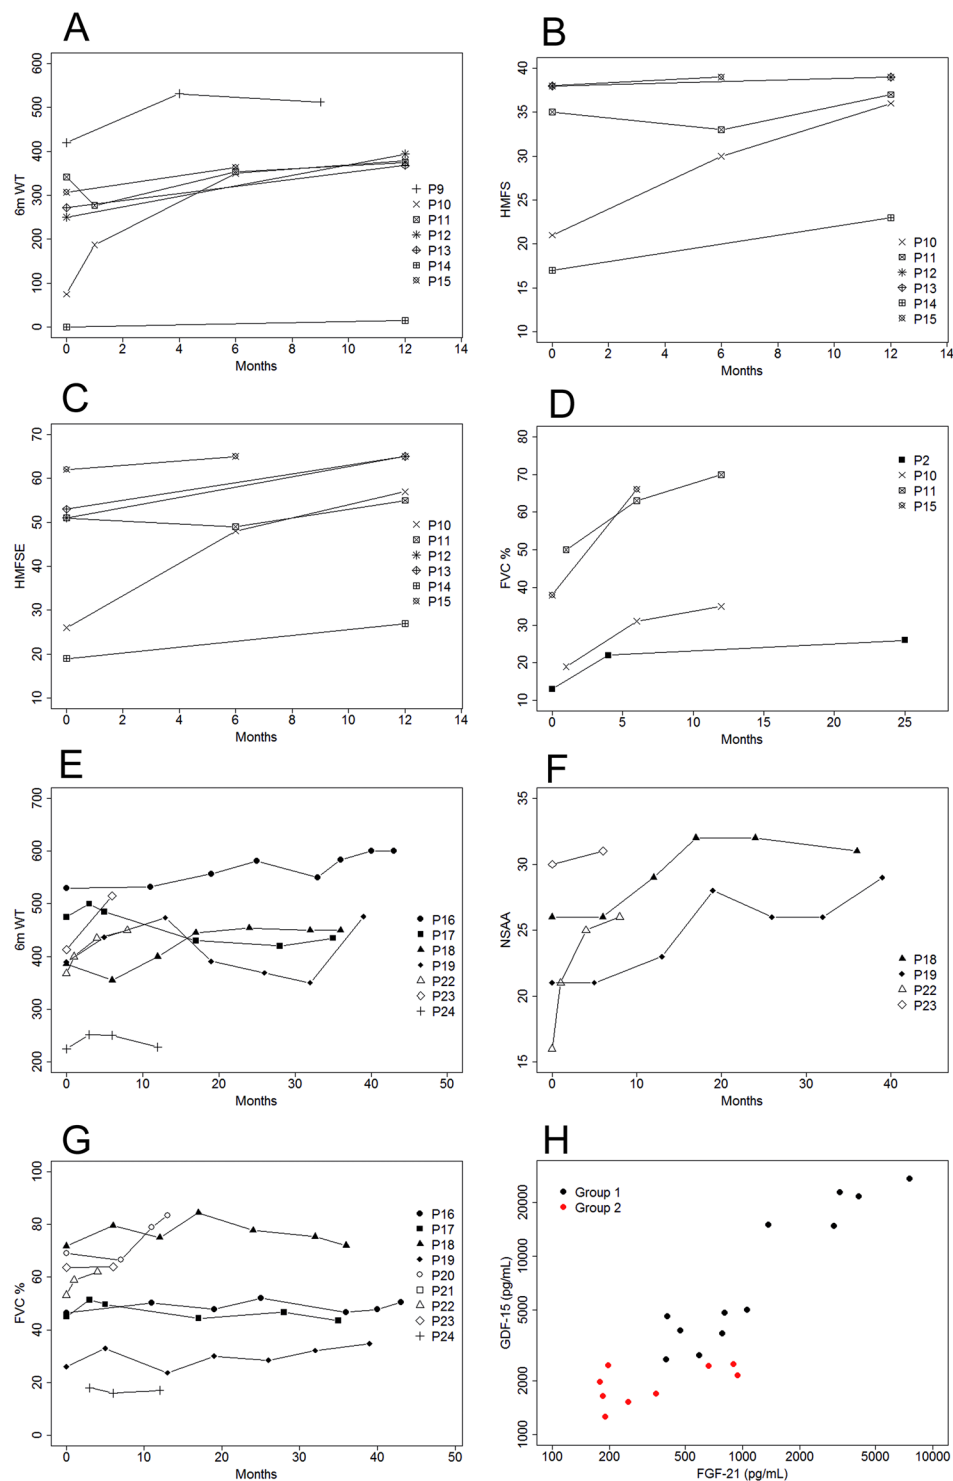 A
600
500
400
300
200
100
0
6m WT
P9
P10
P11
P12
P13
P14
P15
0 2 4 6 8 10 12 14
Months
B
40
35
30
25
20
15
10
HMFS
P10
P11
P12
P13
P14
P15
0 2 4 6 8 10 12 14
Months
C
70
60
50
40
30
20
10
HMFSE
P10
P11
P12
P13
P14
P15
0 2 4 6 8 10 12 14
Months
D
80
70
60
50
40
30
20
10
FVC %
P2
P10
P11
P15
0 5 10 15 20 25
Months
E
700
600
500
400
300
200
6m WT
P16
P17
P18
P19
P22
P23
P24
0 10 20 30 40 50
Months
F
35
30
25
20
15
NSAA
P18
P19
P22
P23
0 10 20 30 40
Months
G
100
80
60
40
20
0
FVC %
P16
P17
P18
P19
P20
P21
P22
P23
P24
0 10 20 30 40 50
Months
H
20000
10000
5000
2000
1000
GDF-15 (pg/mL)
Group 1
Group 2
100 200 500 1000 2000 5000 10000
FGF-21 (pg/mL)